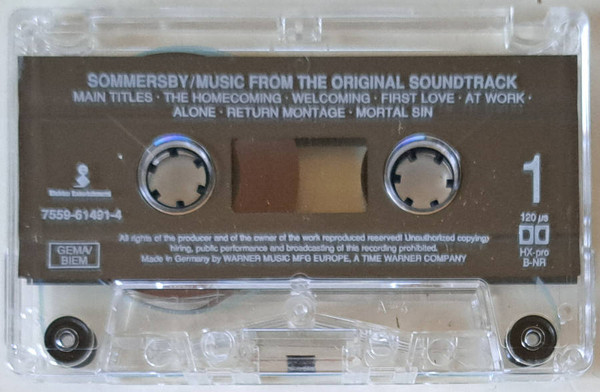 SOMMERSBY/MUSIC FROM THE ORIGINAL SOUNDTRACK
MAIN TITLES · THE HOMECOMING · WELCOMING · FIRST LOVE · AT WORK ·
ALONE · RETURN MONTAGE · MORTAL SIN
1
Elektra Entertainment
7559-61491-4
120 µs
HX-pro
B-NR
GEMA/
BIEM
All rights of the producer and of the owner of the work reproduced reserved! Unauthorized copying,
hiring, public performance and broadcasting of this recording prohibited.
Made in Germany by WARNER MUSIC MFG EUROPE, A TIME WARNER COMPANY